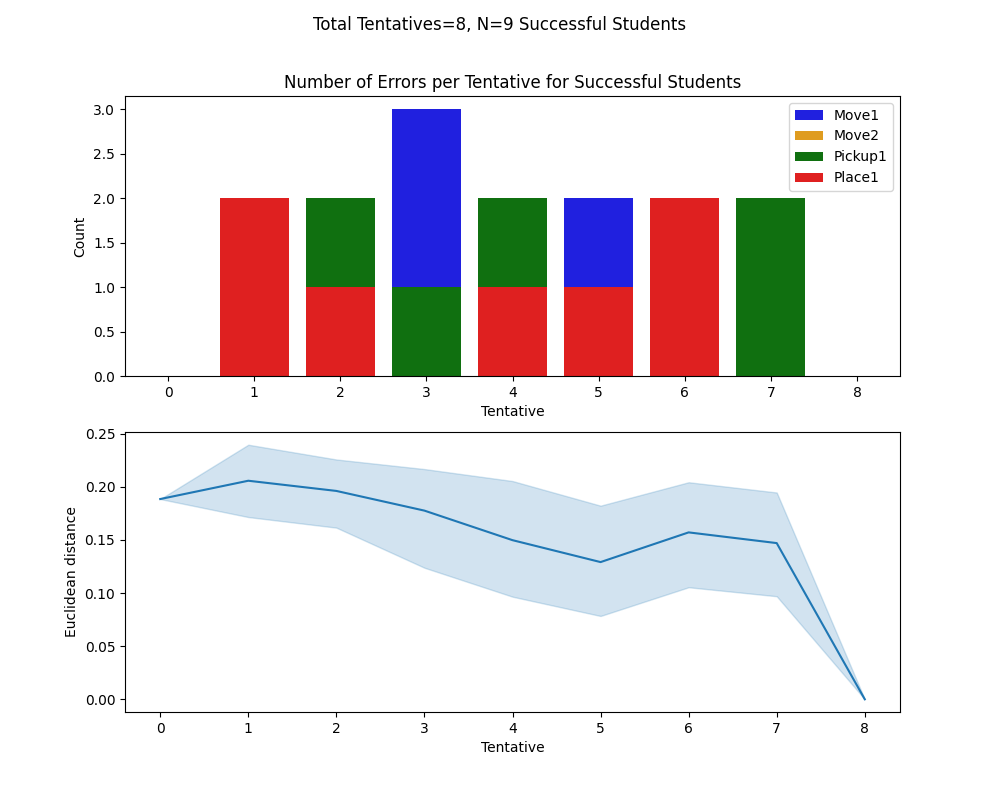 Total Tentatives=8, N=9 Successful Students
Number of Errors per Tentative for Successful Students
3.0
2.5
2.0
1.5
1.0
0.5
0.0
Count
Move1
Move2
Pickup1
Place1
0 1 2 3 4 5 6 7 8
Tentative
0.25
0.20
0.15
0.10
0.05
0.00
Euclidean distance
0 1 2 3 4 5 6 7 8
Tentative